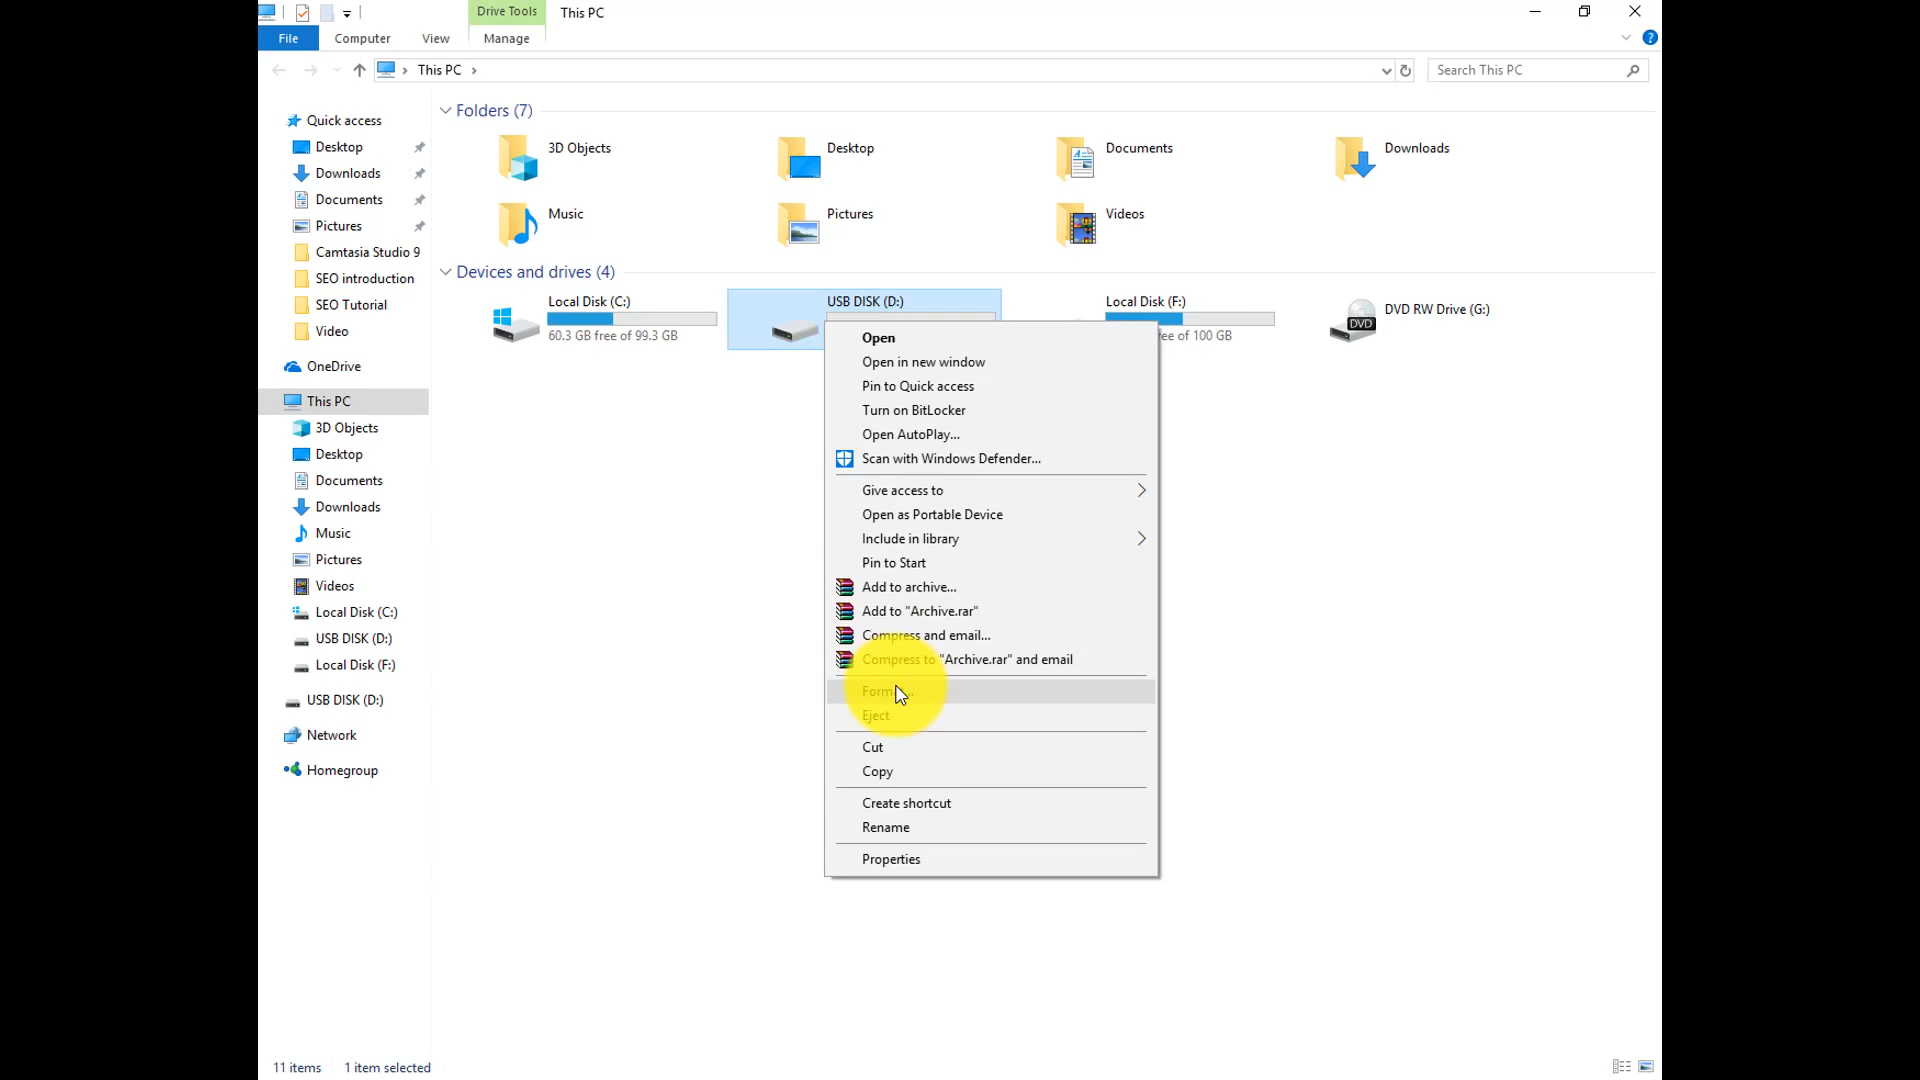 Drive Tools
This PC
File
Computer
View
Manage
This PC
Search This PC
Quick access
Desktop
Downloads
Documents
Pictures
Camtasia Studio 9
SEO introduction
SEO Tutorial
Video
OneDrive
This PC
3D Objects
Desktop
Documents
Downloads
Music
Pictures
Videos
Local Disk (C:)
USB DISK (D:)
Local Disk (F:)
USB DISK (D:)
Network
Homegroup
Folders (7)
3D Objects
Desktop
Documents
Downloads
Music
Pictures
Videos
Devices and drives (4)
Local Disk (C:)
60.3 GB free of 99.3 GB
USB DISK (D:)
Local Disk (F:)
of 100 GB
DVD
DVD RW Drive (G:)
Open
Open in new window
Pin to Quick access
Turn on BitLocker
Open AutoPlay...
Scan with Windows Defender...
Give access to
Open as Portable Device
Include in library
Pin to Start
Add to archive...
Add to "Archive.rar"
Compress and email...
Compress to "Archive.rar" and email
Eject
Cut
Copy
Create shortcut
Rename
Properties
11 items
1 item selected